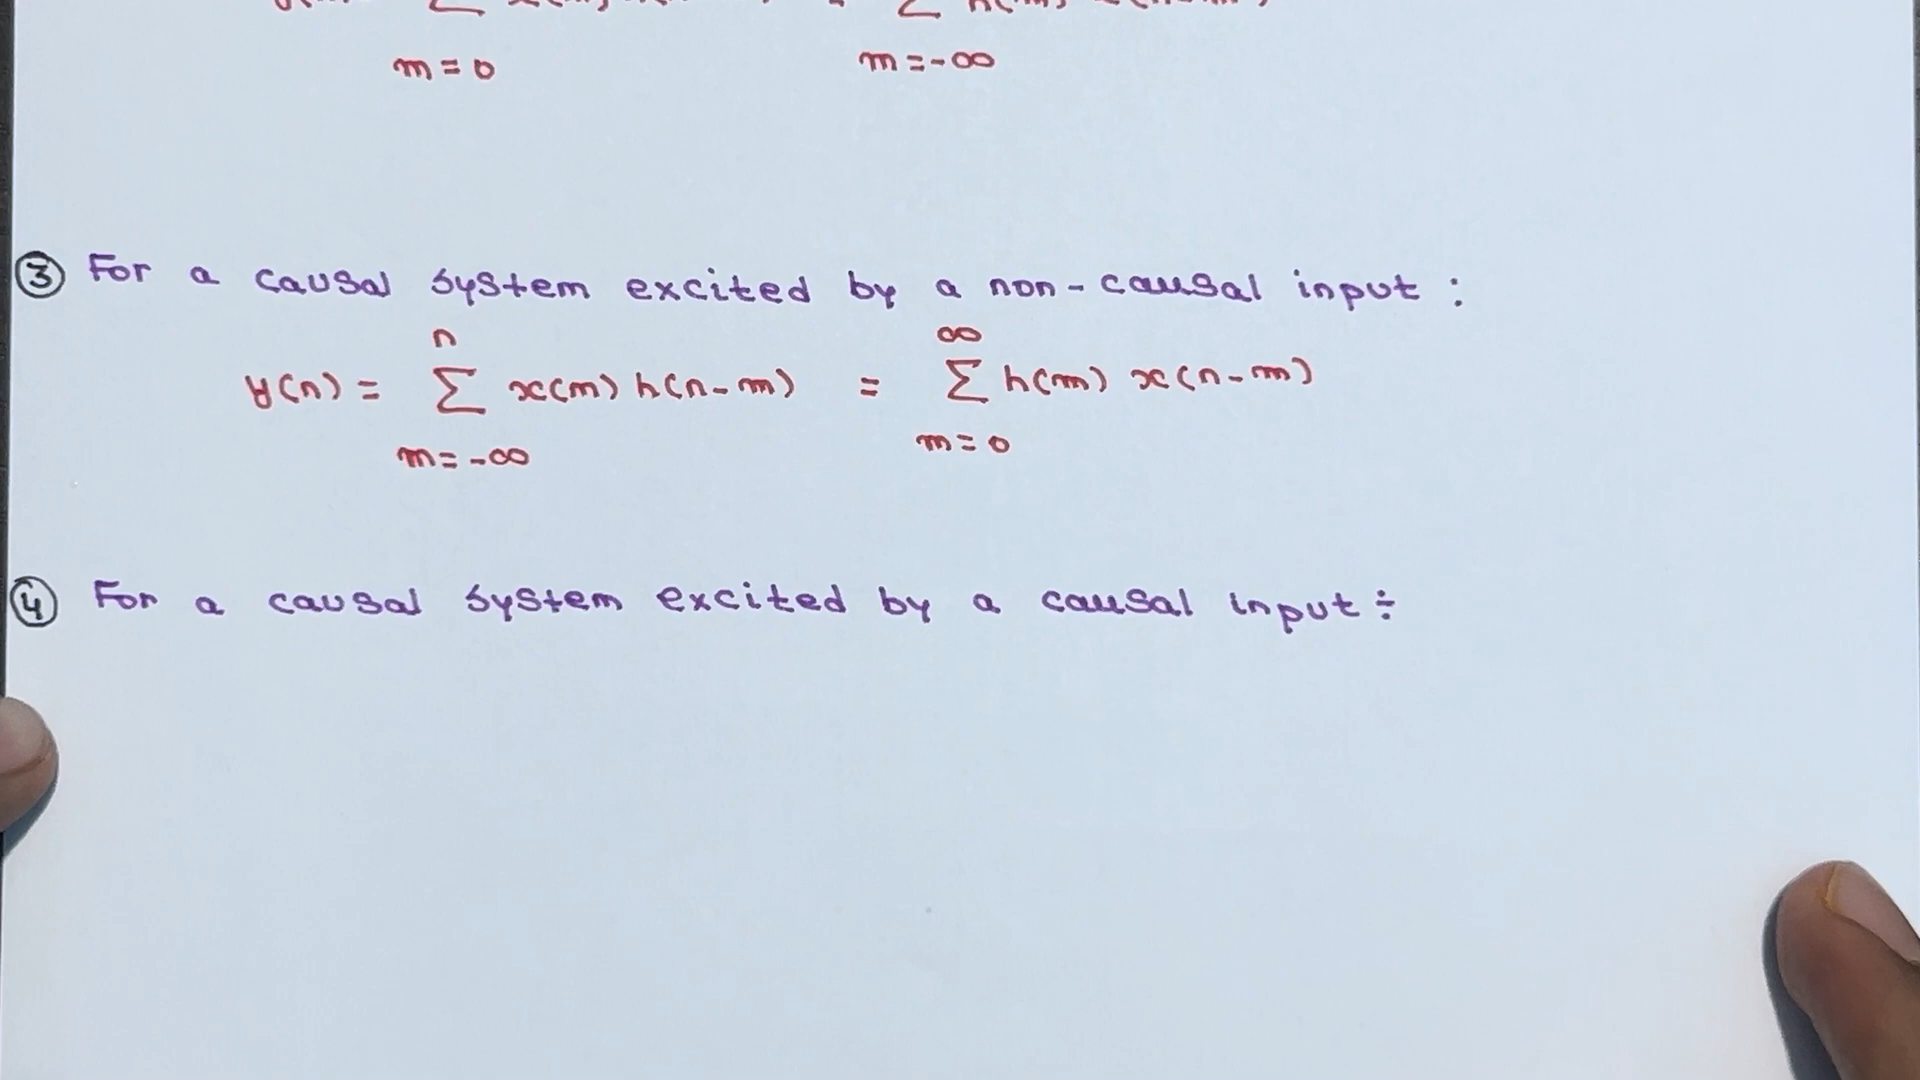 m=0 m=-∞
③ For a causal system excited by a non-causal input :
n ∞
y(n) = Σ x(m) h(n-m) = Σ h(m) x(n-m)
m=-∞ m=0
④ For a causal system excited by a causal input ÷